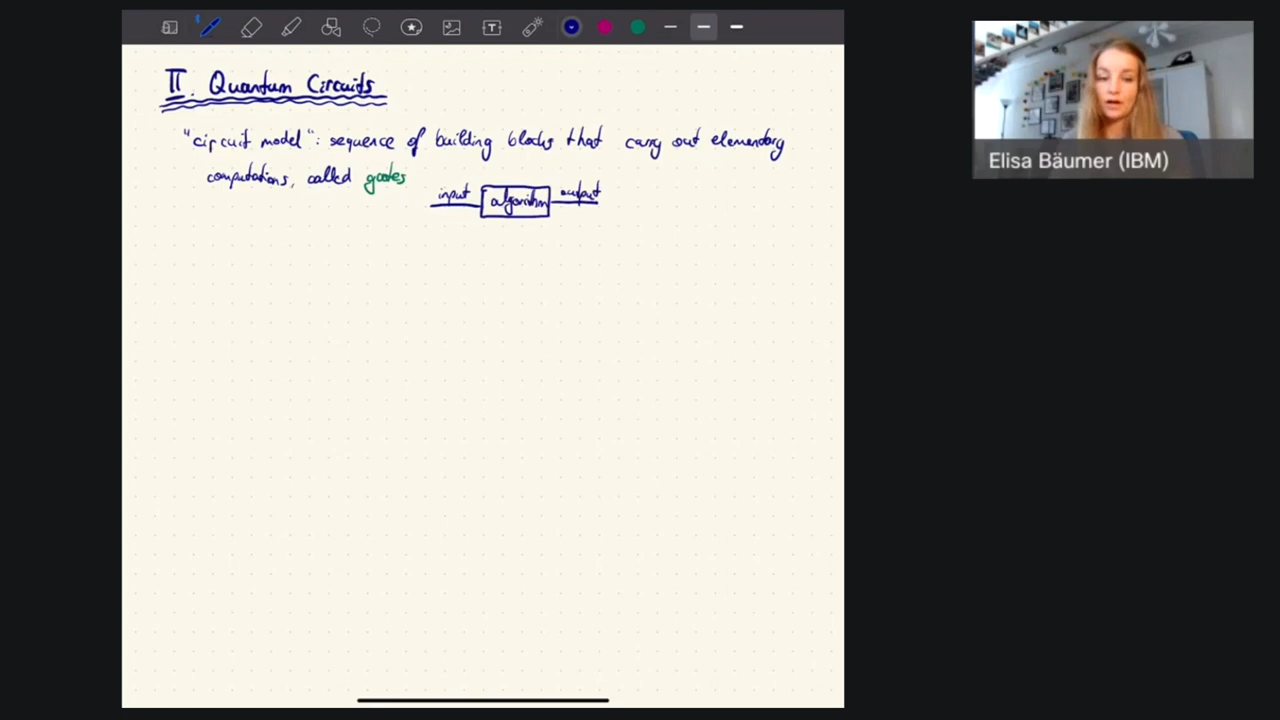 II. Quantum Circuits
"circuit model": sequence of building blocks that carry out elementary
computations, called gates
input algorithm output
Elisa Bäumer (IBM)